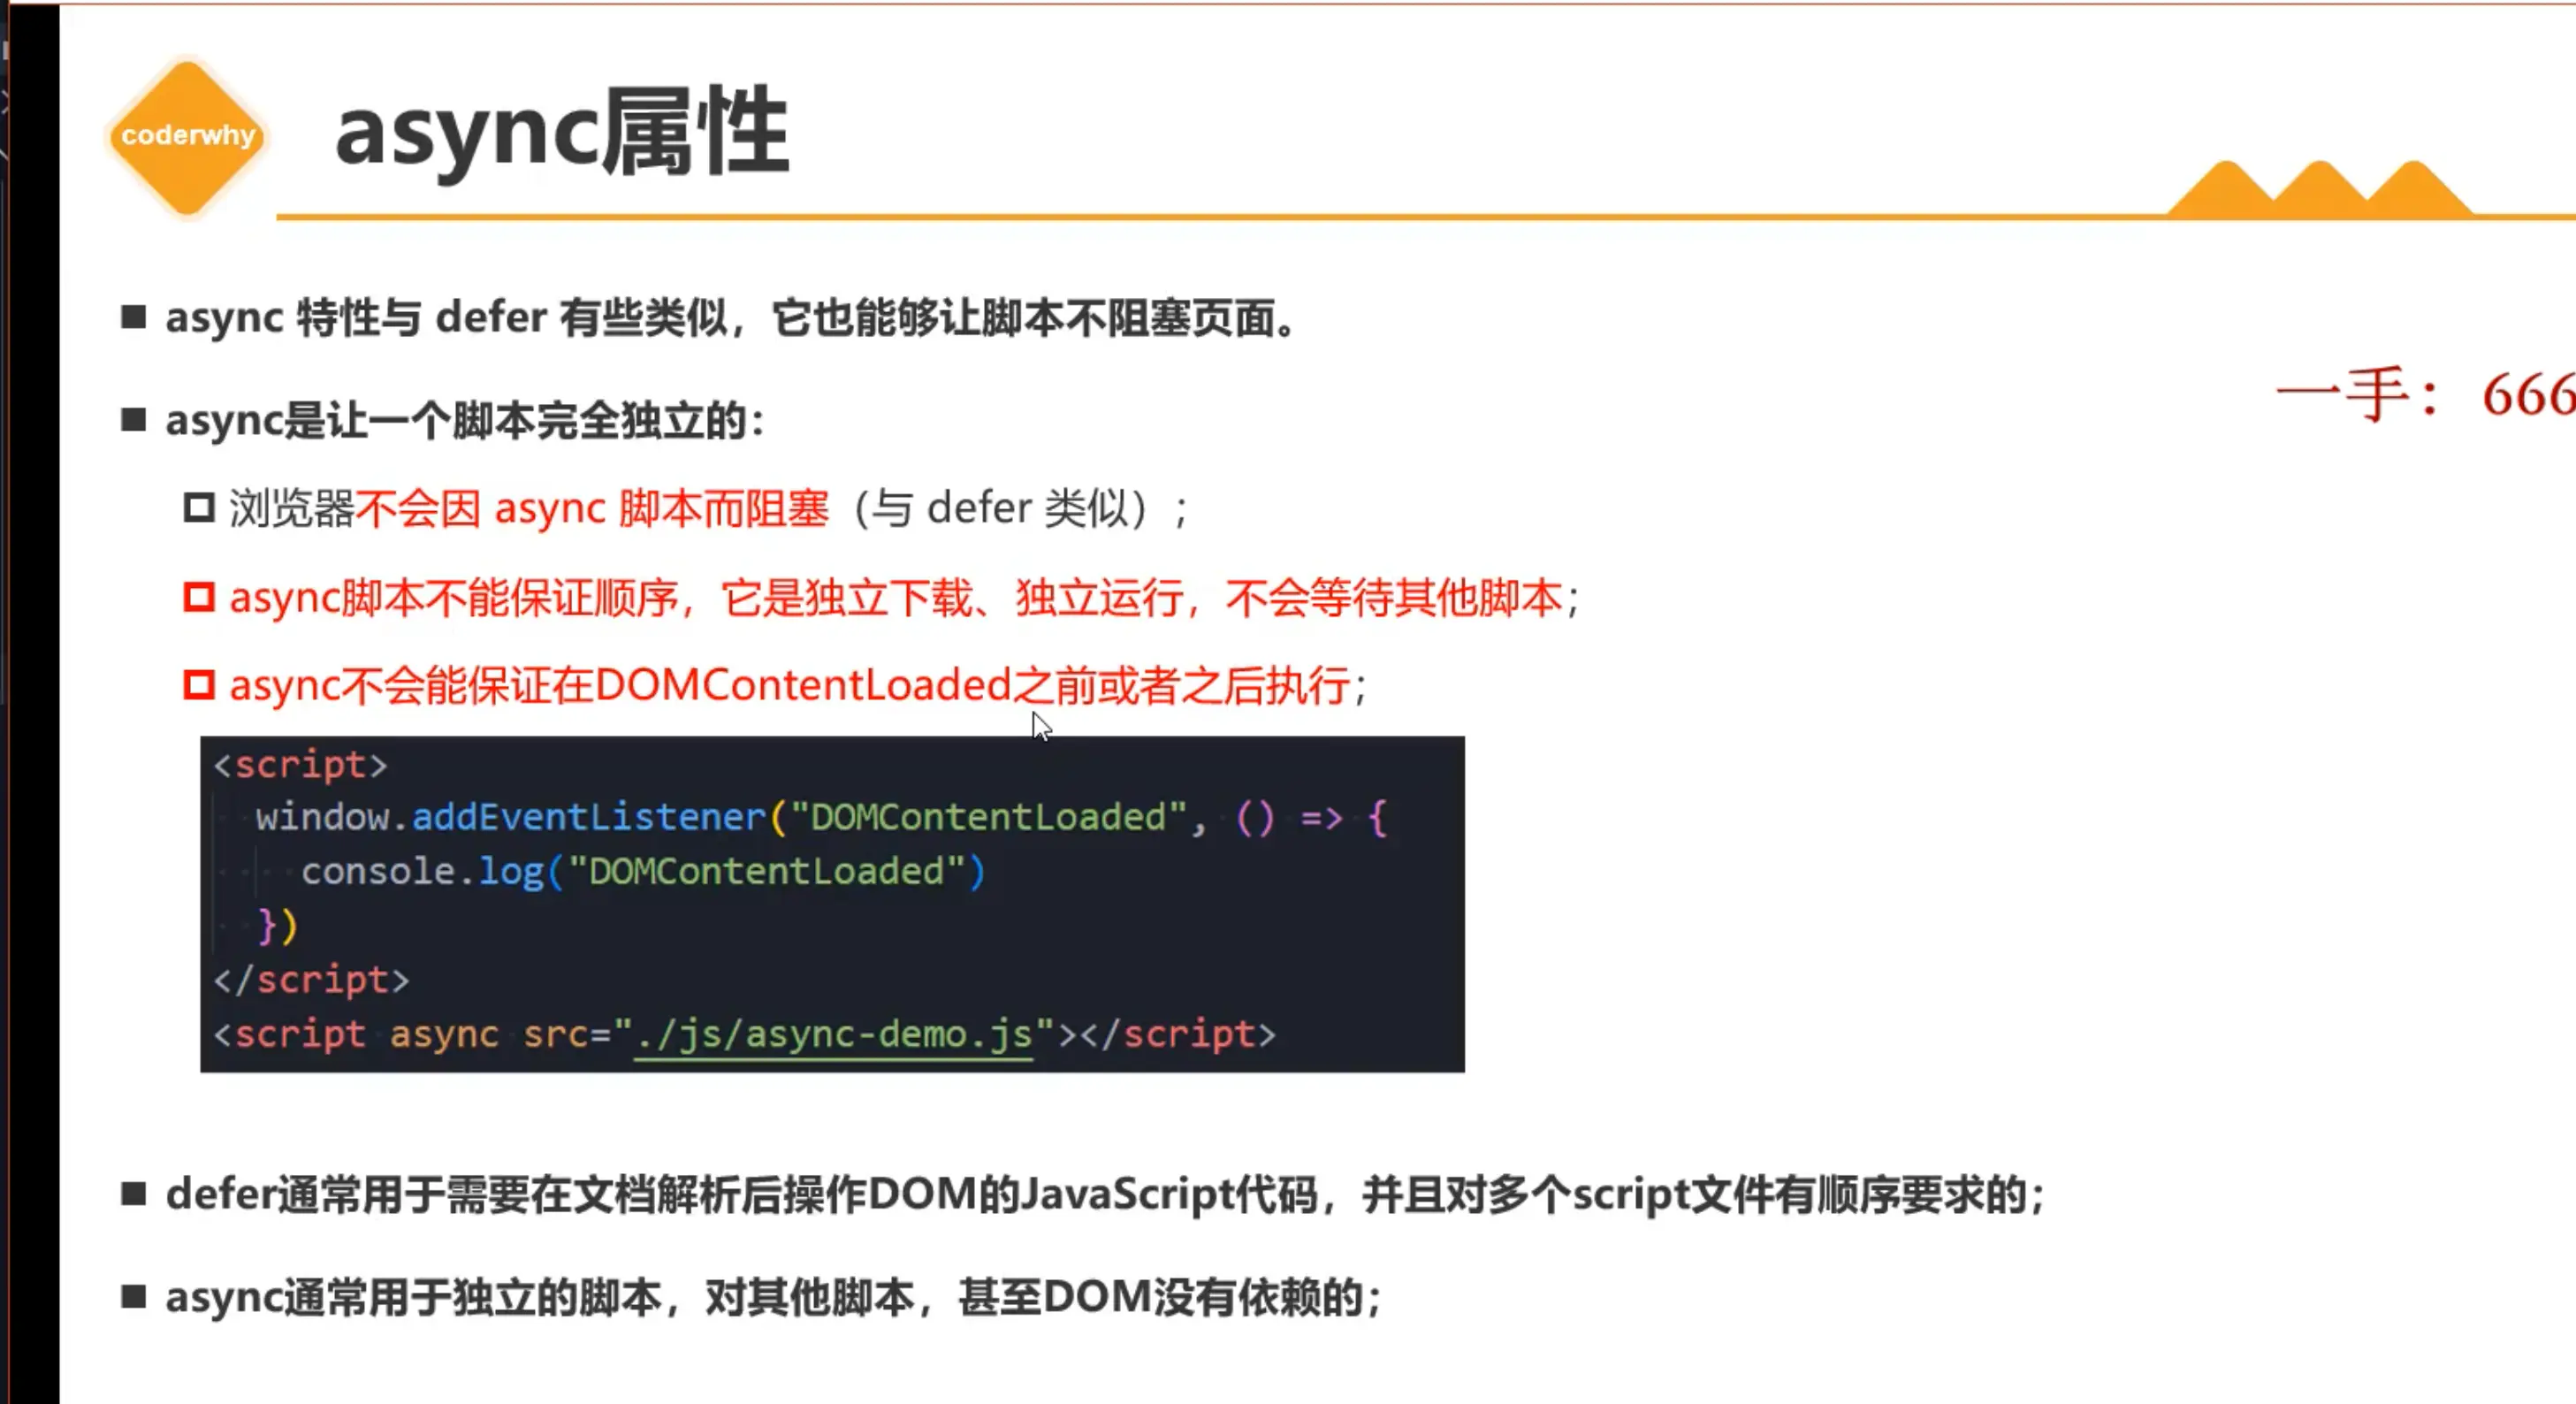 coderwhy
async属性
async 特性与 defer 有些类似，它也能够让脚本不阻塞页面。
一手：666
async是让一个脚本完全独立的：
浏览器不会因 async 脚本而阻塞（与 defer 类似）；
async脚本不能保证顺序，它是独立下载、独立运行，不会等待其他脚本；
async不会能保证在DOMContentLoaded之前或者之后执行；
<script>
window.addEventListener("DOMContentLoaded", () => {
console.log("DOMContentLoaded")
})
</script>
<script async src="./js/async-demo.js"></script>
defer通常用于需要在文档解析后操作DOM的JavaScript代码，并且对多个script文件有顺序要求的；
async通常用于独立的脚本，对其他脚本，甚至DOM没有依赖的；